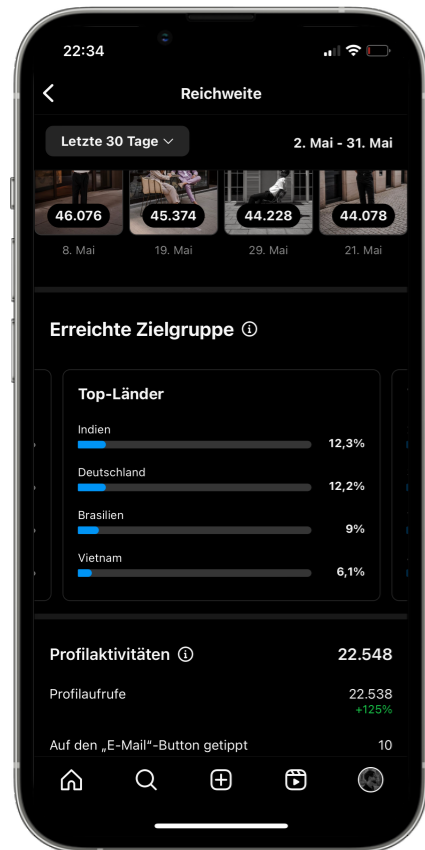 22:34
Reichweite
Letzte 30 Tage
2. Mai - 31. Mai
46.076
45.374
44.228
44.078
8. Mai
19. Mai
29. Mai
21. Mai
Erreichte Zielgruppe
Top-Länder
Indien
12,3%
Deutschland
12,2%
Brasilien
9%
Vietnam
6,1%
Profilaktivitäten
22.548
Profilaufrufe
22.538
+125%
Auf den „E-Mail“-Button getippt
10